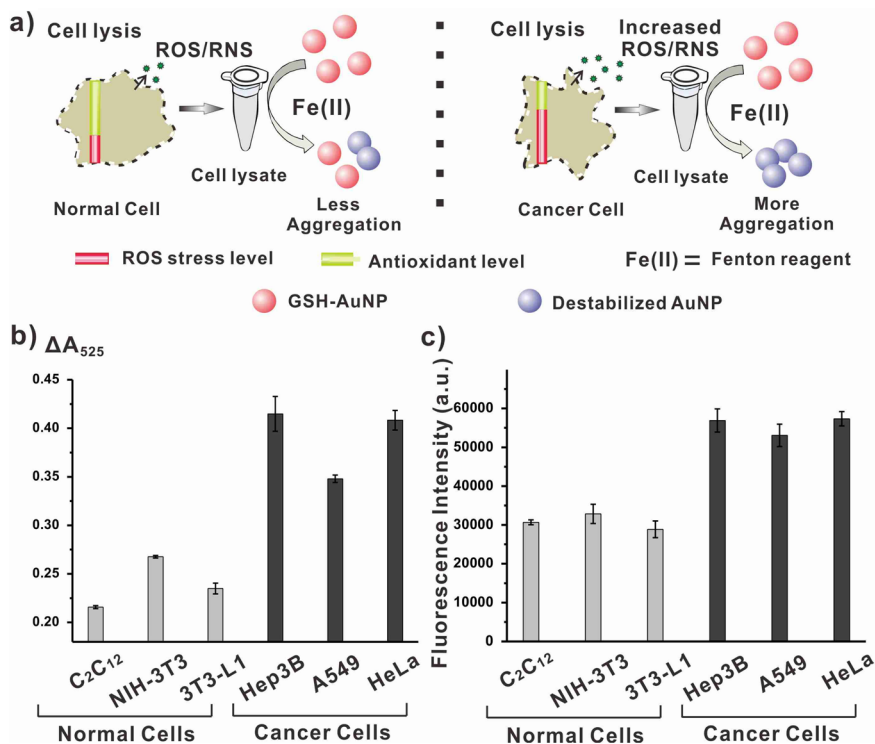 a)
Cell lysis
ROS/RNS
Fe(II)
Cell lysate
Normal Cell
Less
Aggregation
Cell lysis
Increased
ROS/RNS
Fe(II)
Cell lysate
Cancer Cell
More
Aggregation
ROS stress level
Antioxidant level
Fe(II) = Fenton reagent
GSH-AuNP
Destabilized AuNP
b)
ΔA₅₂₅
0.45
0.40
0.35
0.30
0.25
0.20
C₂C₁₂
NIH-3T3
3T3-L1
Hep3B
A549
HeLa
Normal Cells
Cancer Cells
c)
Fluorescence Intensity (a.u.)
60000
50000
40000
30000
20000
10000
0
C₂C₁₂
NIH-3T3
3T3-L1
Hep3B
A549
HeLa
Normal Cells
Cancer Cells